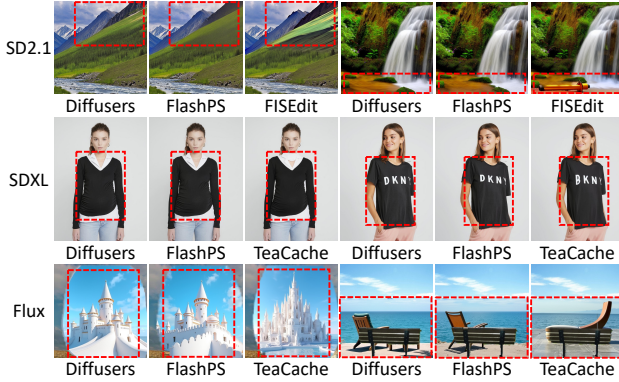 SD2.1
Diffusers FlashPS FISEdit Diffusers FlashPS FISEdit
SDXL
DKNY DKNY BKNY
Diffusers FlashPS TeaCache Diffusers FlashPS TeaCache
Flux
Diffusers FlashPS TeaCache Diffusers FlashPS TeaCache